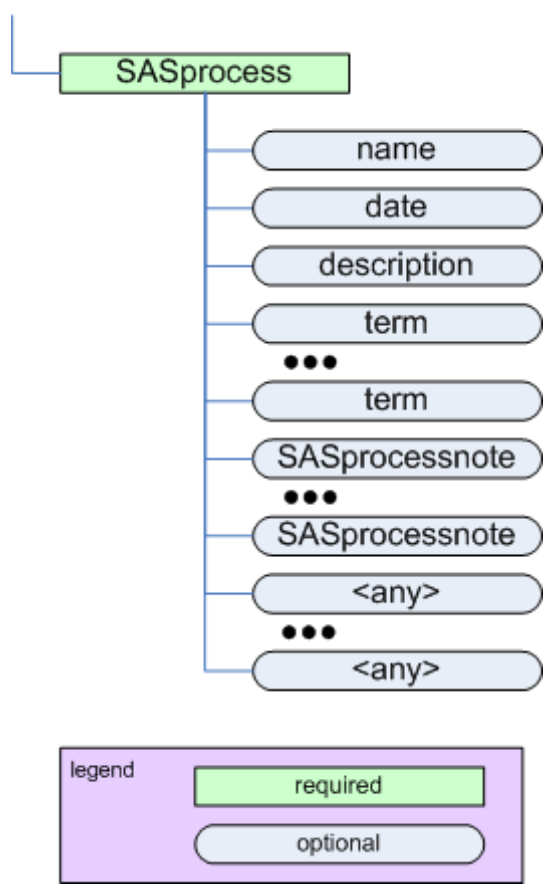 SASprocess
name
date
description
term
•••
term
SASprocessnote
•••
SASprocessnote
<any>
•••
<any>
legend
required
optional